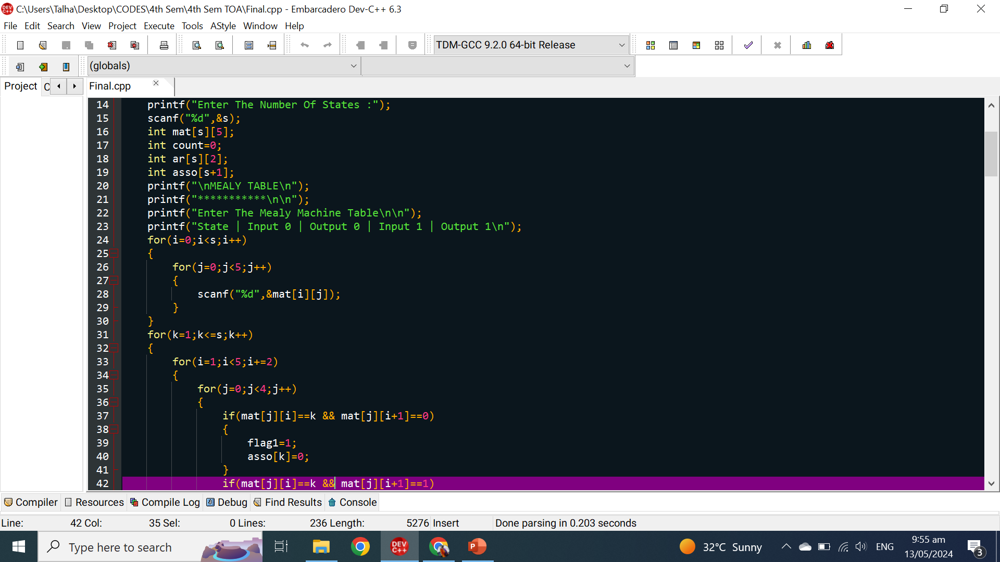 C:\Users\Talha\Desktop\CODES\4th Sem\4th Sem TOA\Final.cpp - Embarcadero Dev-C++ 6.3
File Edit Search View Project Execute Tools AStyle Window Help
TDM-GCC 9.2.0 64-bit Release
(globals)
Project C Final.cpp
14 printf("Enter The Number Of States :");
15 scanf("%d",&s);
16 int mat[s][5];
17 int count=0;
18 int ar[s][2];
19 int asso[s+1];
20 printf("\nMEALY TABLE\n");
21 printf("***********\n\n");
22 printf("Enter The Mealy Machine Table\n\n");
23 printf("State | Input 0 | Output 0 | Input 1 | Output 1\n");
24 for(i=0;i<s;i++)
25 {
26 for(j=0;j<5;j++)
27 {
28 scanf("%d",&mat[i][j]);
29 }
30 }
31 for(k=1;k<=s;k++)
32 {
33 for(i=1;i<5;i+=2)
34 {
35 for(j=0;j<4;j++)
36 {
37 if(mat[j][i]==k && mat[j][i+1]==0)
38 {
39 flag1=1;
40 asso[k]=0;
41 }
42 if(mat[j][i]==k && mat[j][i+1]==1)
Compiler Resources Compile Log Debug Find Results Console
Line: 42 Col: 35 Sel: 0 Lines: 236 Length: 5276 Insert Done parsing in 0.203 seconds
Type here to search
DEV C++
32°C Sunny
ENG
9:55 am
13/05/2024
3